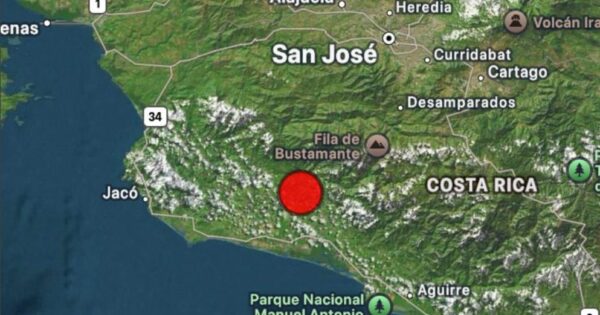 1
Heredia
Volcán Ira
enas
San José
Curridabat
Cartago
Desamparados
34
Fila de
Bustamante
Jacó
COSTA RICA
Aguirre
Parque Nacional
Manuel Antonio